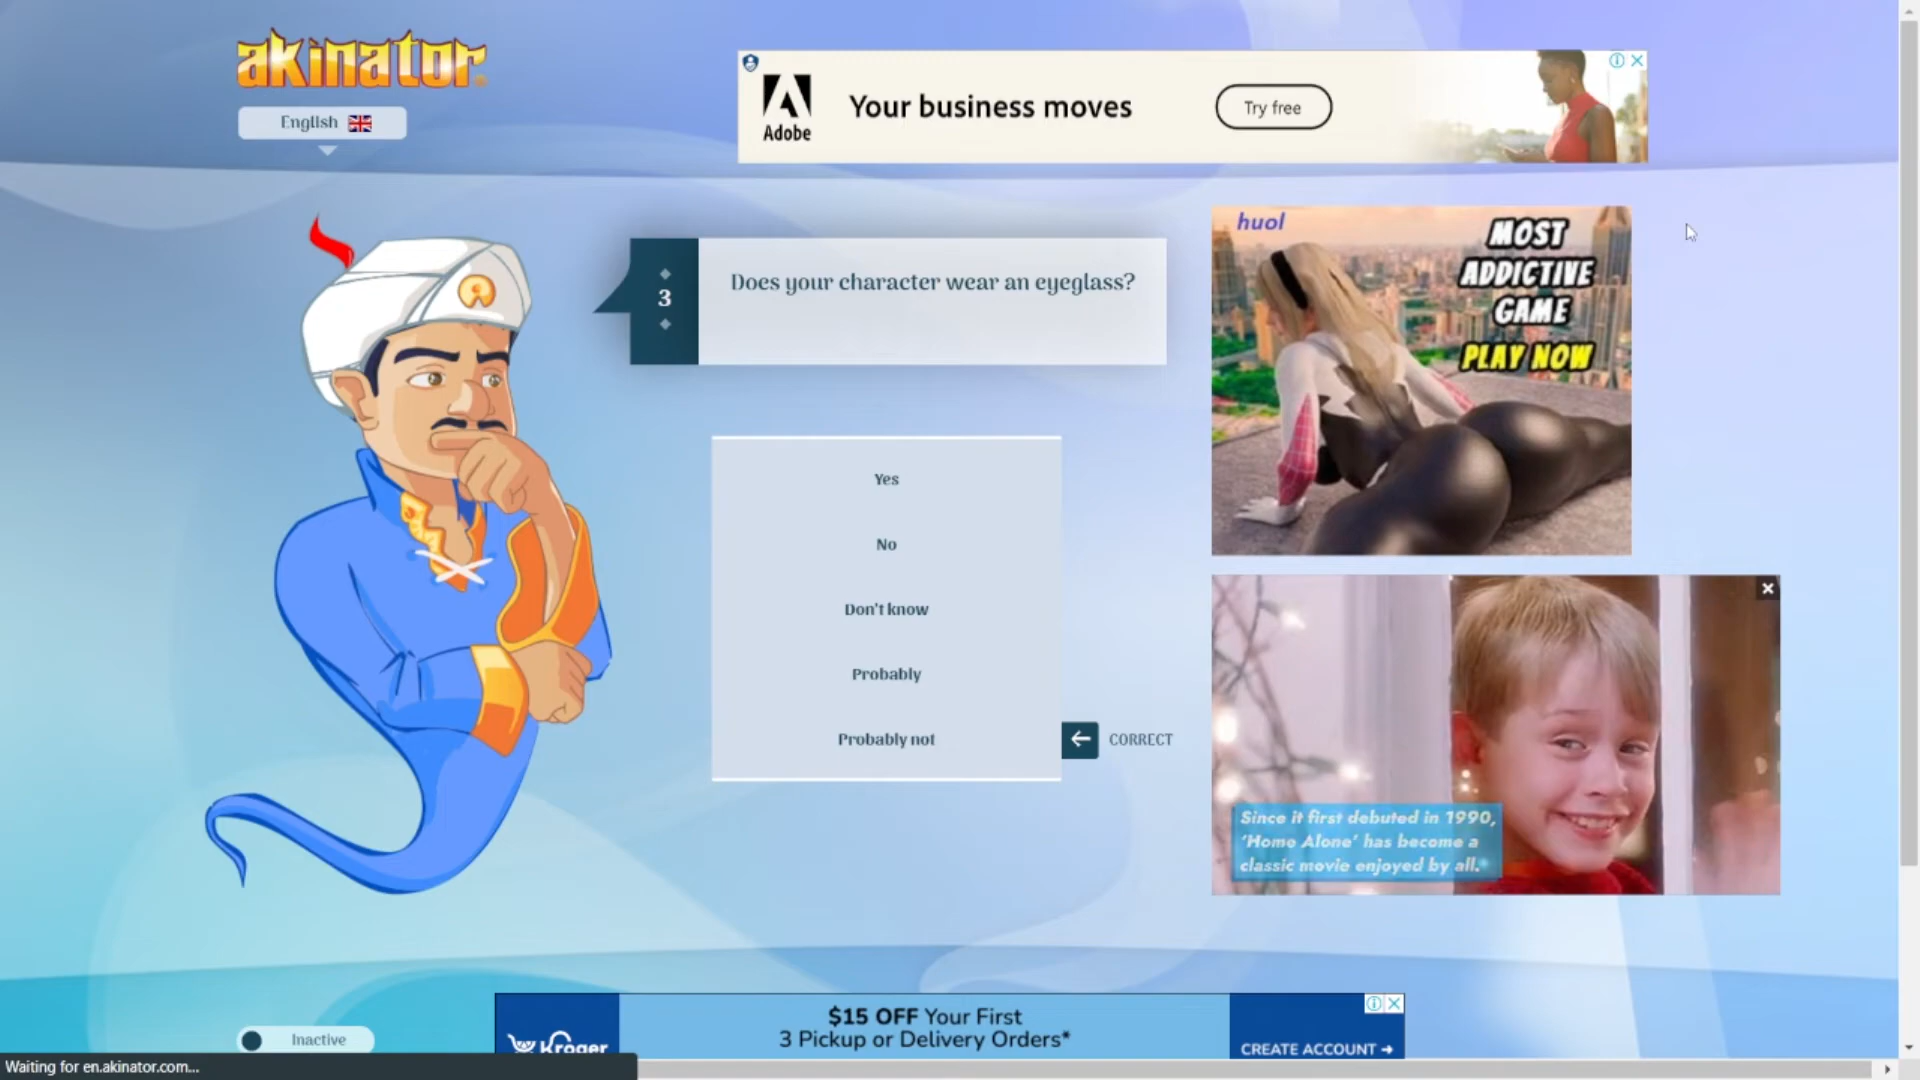 akinator
English
Adobe
Your business moves
Try free
3
Does your character wear an eyeglass?
huol
MOST
ADDICTIVE
GAME
PLAY NOW
Yes
No
Don't know
Probably
Probably not
CORRECT
Since it first debuted in 1990,
'Home Alone' has become a
classic movie enjoyed by all.
Kroger
$15 OFF Your First
3 Pickup or Delivery Orders*
CREATE ACCOUNT →
Inactive
Waiting for en.akinator.com...